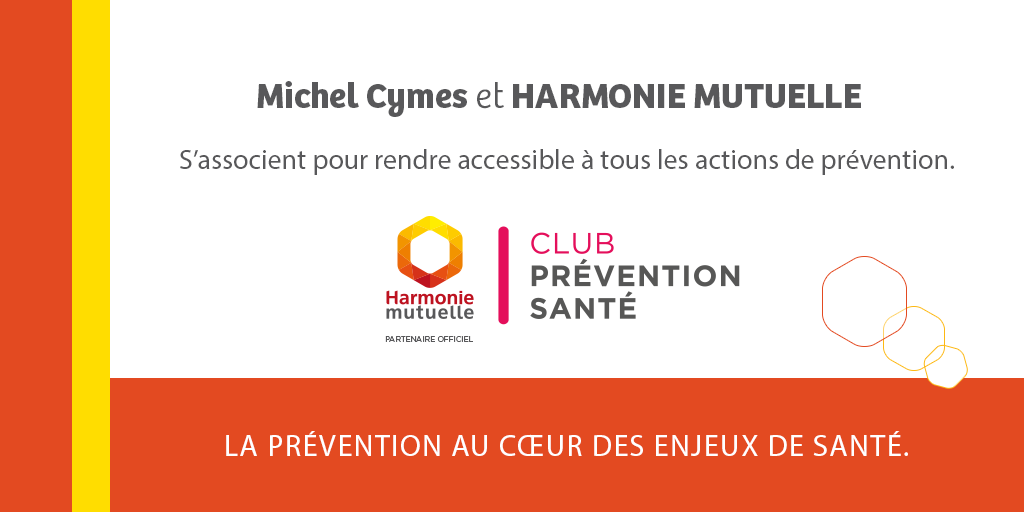 Michel Cymes et HARMONIE MUTUELLE
S’associent pour rendre accessible à tous les actions de prévention.
Harmonie
mutuelle
PARTENAIRE OFFICIEL
CLUB
PRÉVENTION
SANTÉ
LA PRÉVENTION AU CŒUR DES ENJEUX DE SANTÉ.